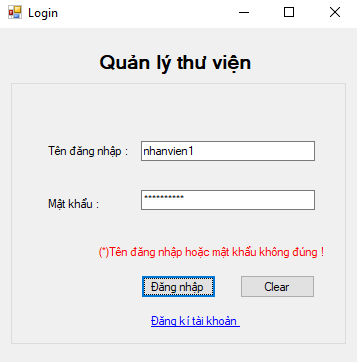 Login
Quản lý thư viện
Tên đăng nhập : nhanvien1
Mật khẩu : **********
(*)Tên đăng nhập hoặc mật khẩu không đúng !
Đăng nhập Clear
Đăng kí tài khoản